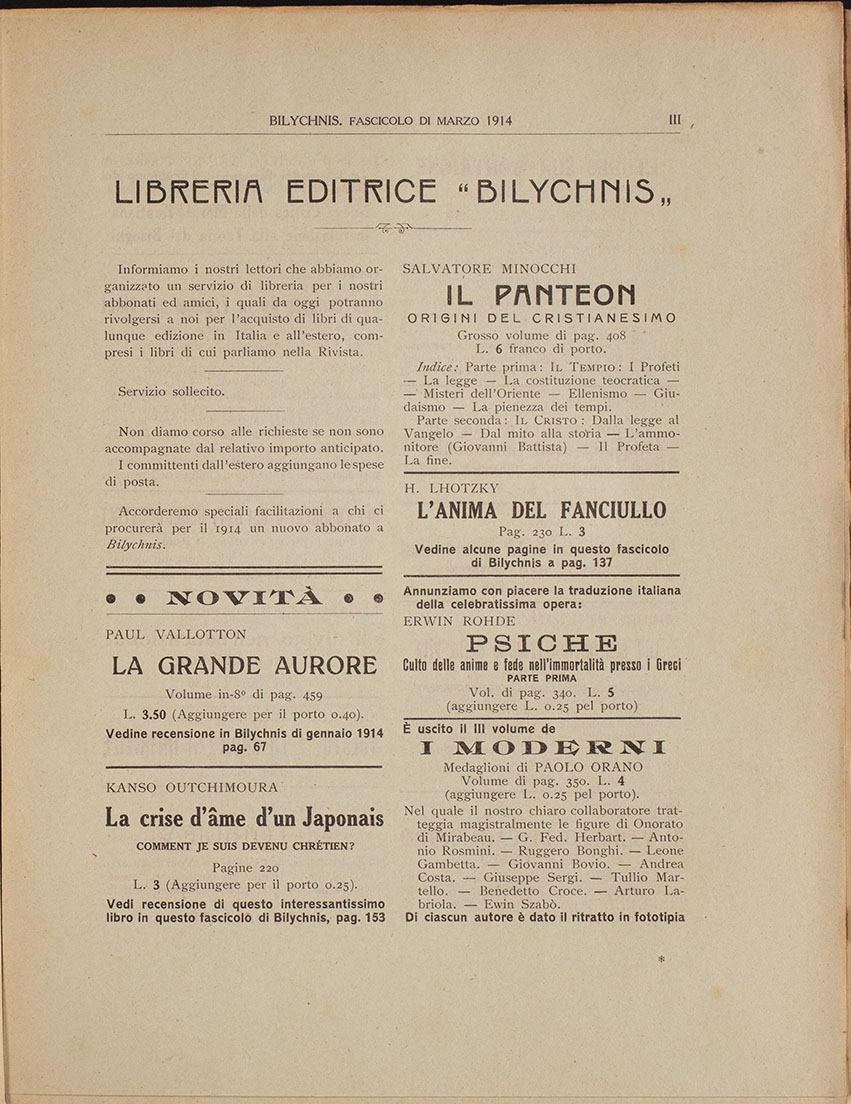 BILYCHNIS. FASCICOLO DI MARZO 1914 III
LIBRERIA EDITRICE “BILYCHNIS„
Informiamo i nostri lettori che abbiamo or-
ganizzato un servizio di libreria per i nostri
abbonati ed amici, i quali da oggi potranno
rivolgersi a noi per l'acquisto di libri di qua-
lunque edizione in Italia e all'estero, com-
presi i libri di cui parliamo nella Rivista.
Servizio sollecito.
Non diamo corso alle richieste se non sono
accompagnate dal relativo importo anticipato.
I committenti dall'estero aggiungano le spese
di posta.
Accorderemo speciali facilitazioni a chi ci
procurerà per il 1914 un nuovo abbonato a
Bilychnis.
• • NOVITÀ • •
PAUL VALLOTTON
LA GRANDE AURORE
Volume in-8º di pag. 459
L. 3.50 (Aggiungere per il porto 0.40).
Vedine recensione in Bilychnis di gennaio 1914
pag. 67
KANSO OUTCHIMOURA
La crise d'âme d'un Japonais
COMMENT JE SUIS DEVENU CHRÉTIEN?
Pagine 220
L. 3 (Aggiungere per il porto 0.25).
Vedi recensione di questo interessantissimo
libro in questo fascicolo di Bilychnis, pag. 153
SALVATORE MINOCCHI
IL PANTEON
ORIGINI DEL CRISTIANESIMO
Grosso volume di pag. 408
L. 6 franco di porto.
Indice: Parte prima: IL TEMPIO: I Profeti
— La legge — La costituzione teocratica —
— Misteri dell'Oriente — Ellenismo — Giu-
daismo — La pienezza dei tempi.
Parte seconda: IL CRISTO: Dalla legge al
Vangelo — Dal mito alla storia — L'ammo-
nitore (Giovanni Battista) — Il Profeta —
La fine.
H. LHOTZKY
L'ANIMA DEL FANCIULLO
Pag. 230 L. 3
Vedine alcune pagine in questo fascicolo
di Bilychnis a pag. 137
Annunziamo con piacere la traduzione italiana
della celebratissima opera:
ERWIN ROHDE
PSICHE
Culto delle anime e fede nell'immortalità presso i Greci
PARTE PRIMA
Vol. di pag. 340. L. 5
(aggiungere L. 0.25 pel porto)
È uscito il III volume de
I MODERNI
Medaglioni di PAOLO ORANO
Volume di pag. 350. L. 4
(aggiungere L. 0.25 pel porto).
Nel quale il nostro chiaro collaboratore trat-
teggia magistralmente le figure di Onorato
di Mirabeau. — G. Fed. Herbart. — Anto-
nio Rosmini. — Ruggero Bonghi. — Leone
Gambetta. — Giovanni Bovio. — Andrea
Costa. — Giuseppe Sergi. — Tullio Mar-
tello. — Benedetto Croce. — Arturo La-
briola. — Ewin Szabò.
Di ciascun autore è dato il ritratto in fototipia
*